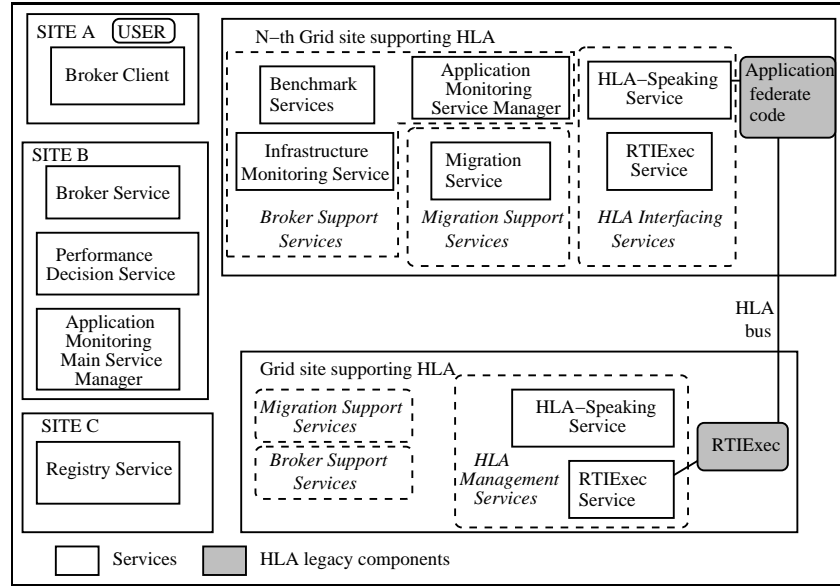 SITE A USER
Broker Client
SITE B
Broker Service
Performance
Decision Service
Application
Monitoring
Main Service
Manager
SITE C
Registry Service
N−th Grid site supporting HLA
Benchmark
Services
Application
Monitoring
Service Manager
Infrastructure
Monitoring Service
Broker Support
Services
Migration
Service
Migration Support
Services
HLA−Speaking
Service
RTIExec
Service
HLA Interfacing
Services
Application
federate
code
HLA
bus
Grid site supporting HLA
Migration Support
Services
Broker Support
Services
HLA−Speaking
Service
HLA
Management
Services
RTIExec
Service
RTIExec
Services
HLA legacy components